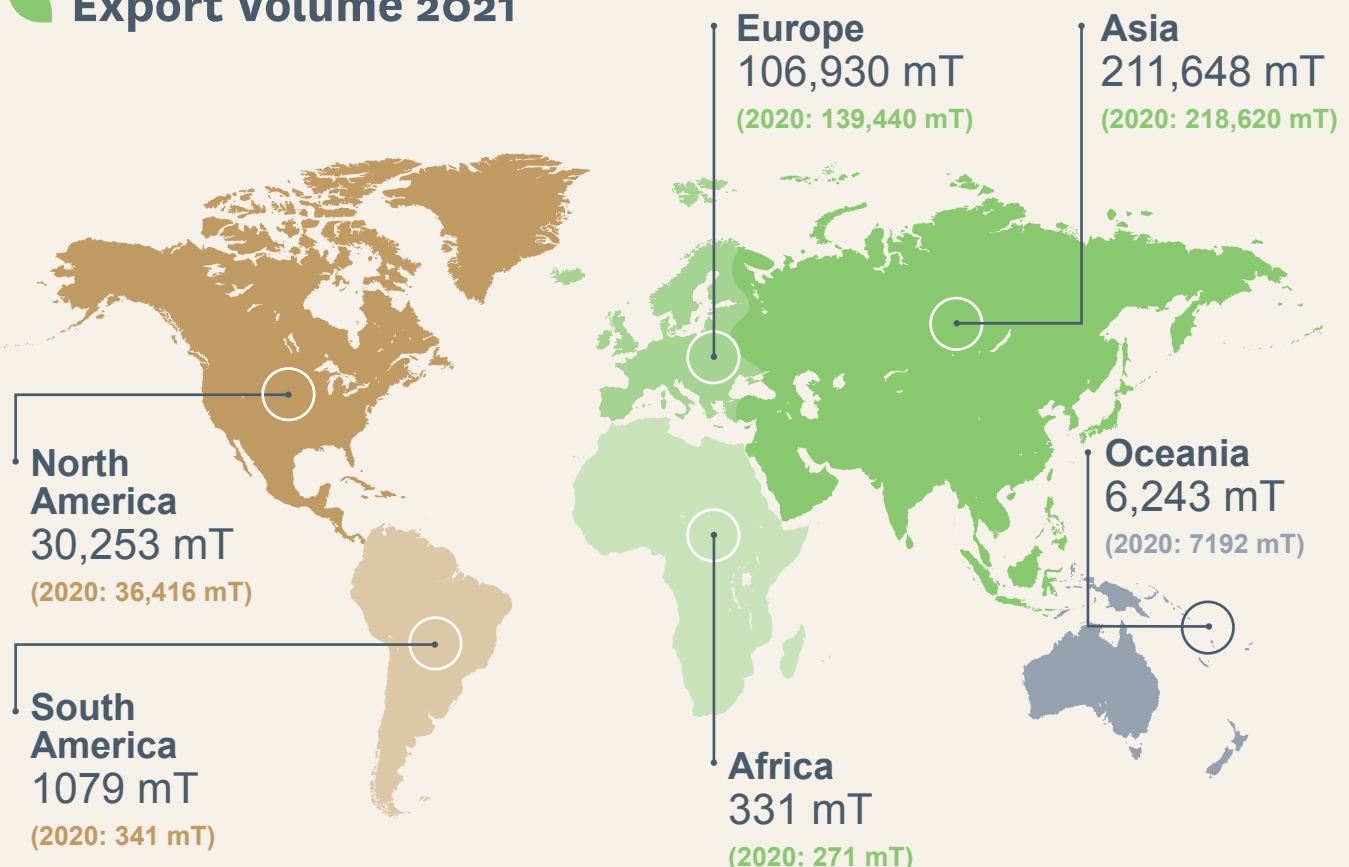 Export Volume 2021
Europe
106,930 mT
(2020: 139,440 mT)
Asia
211,648 mT
(2020: 218,620 mT)
North
America
30,253 mT
(2020: 36,416 mT)
Oceania
6,243 mT
(2020: 7192 mT)
South
America
1079 mT
(2020: 341 mT)
Africa
331 mT
(2020: 271 mT)